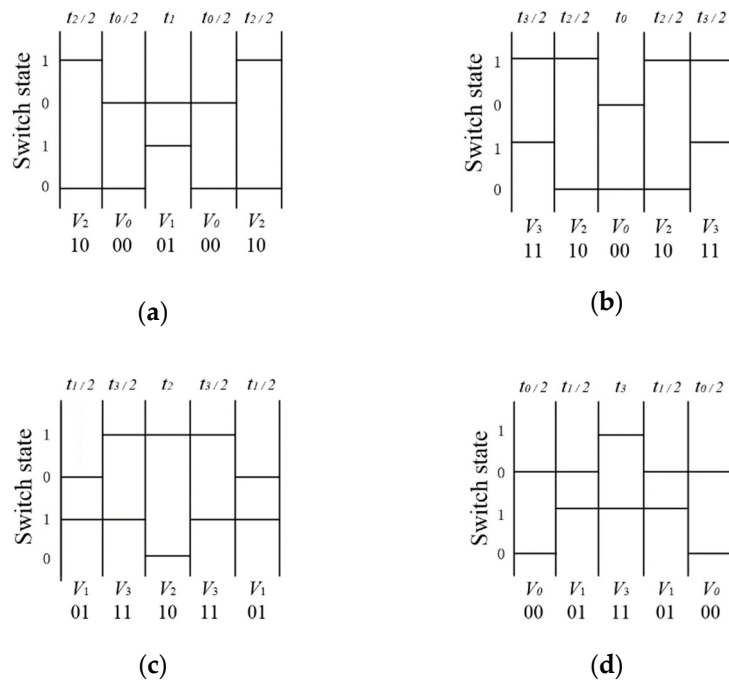 t2/2 t0/2 t1 t0/2 t2/2
Switch state
1
0
1
0
V2 V0 V1 V0 V2
10 00 01 00 10
(a)
t3/2 t2/2 t0 t2/2 t3/2
Switch state
1
0
1
0
V3 V2 V0 V2 V3
11 10 00 10 11
(b)
t1/2 t3/2 t2 t3/2 t1/2
Switch state
1
0
1
0
V1 V3 V2 V3 V1
01 11 10 11 01
(c)
t0/2 t1/2 t3 t1/2 t0/2
Switch state
1
0
1
0
V0 V1 V3 V1 V0
00 01 11 01 00
(d)